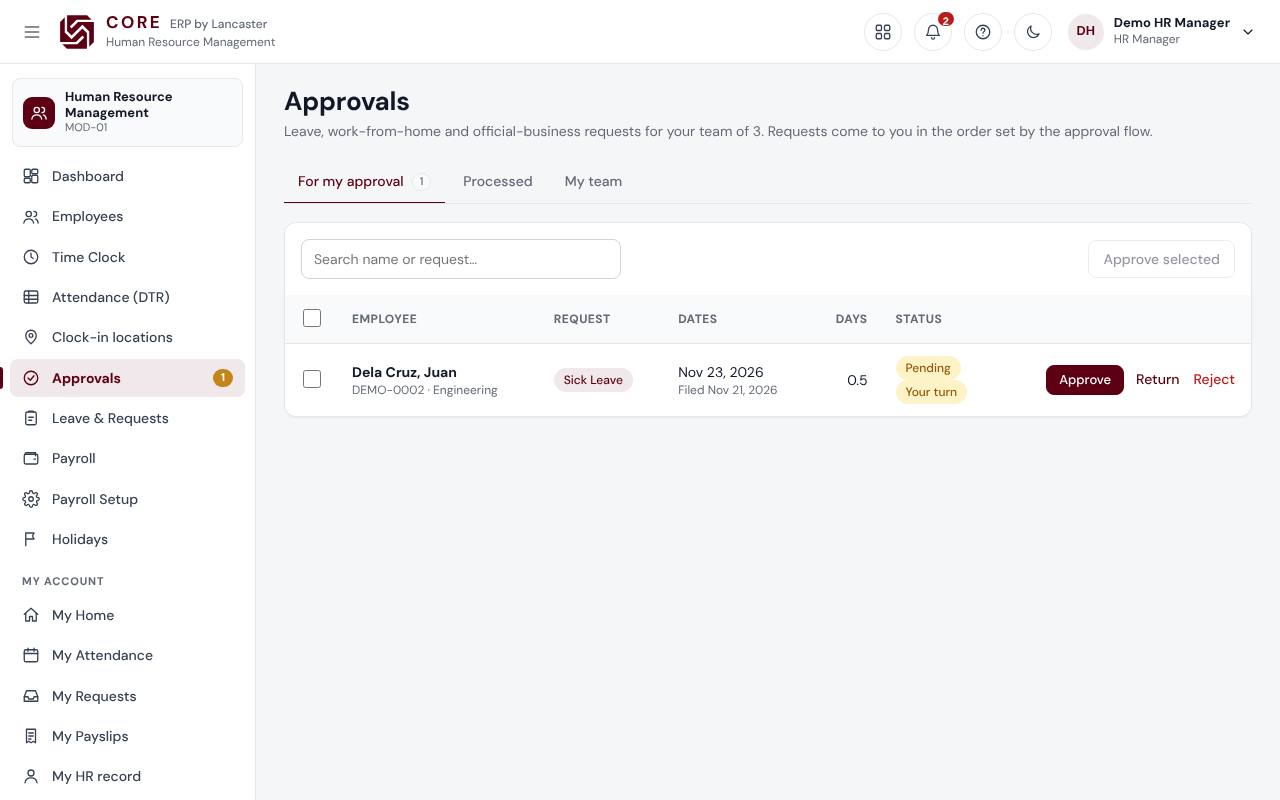 CORE ERP by Lancaster
Human Resource Management
2
DH
Demo HR Manager
HR Manager
Human Resource
Management
MOD-01
Dashboard
Employees
Time Clock
Attendance (DTR)
Clock-in locations
Approvals 1
Leave & Requests
Payroll
Payroll Setup
Holidays
MY ACCOUNT
My Home
My Attendance
My Requests
My Payslips
My HR record
Approvals
Leave, work-from-home and official-business requests for your team of 3. Requests come to you in the order set by the approval flow.
For my approval 1 Processed My team
Search name or request... Approve selected
EMPLOYEE REQUEST DATES DAYS STATUS
Dela Cruz, Juan
DEMO-0002 · Engineering
Sick Leave
Nov 23, 2026
Filed Nov 21, 2026
0.5
Pending
Your turn
Approve Return Reject